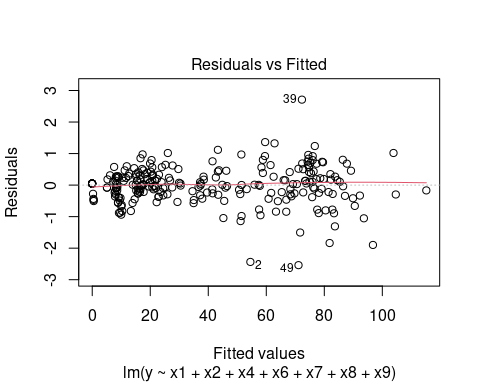 Residuals vs Fitted
3
2
1
0
-1
-2
-3
Residuals
39
2
49
0 20 40 60 80 100
Fitted values
lm(y ~ x1 + x2 + x4 + x6 + x7 + x8 + x9)